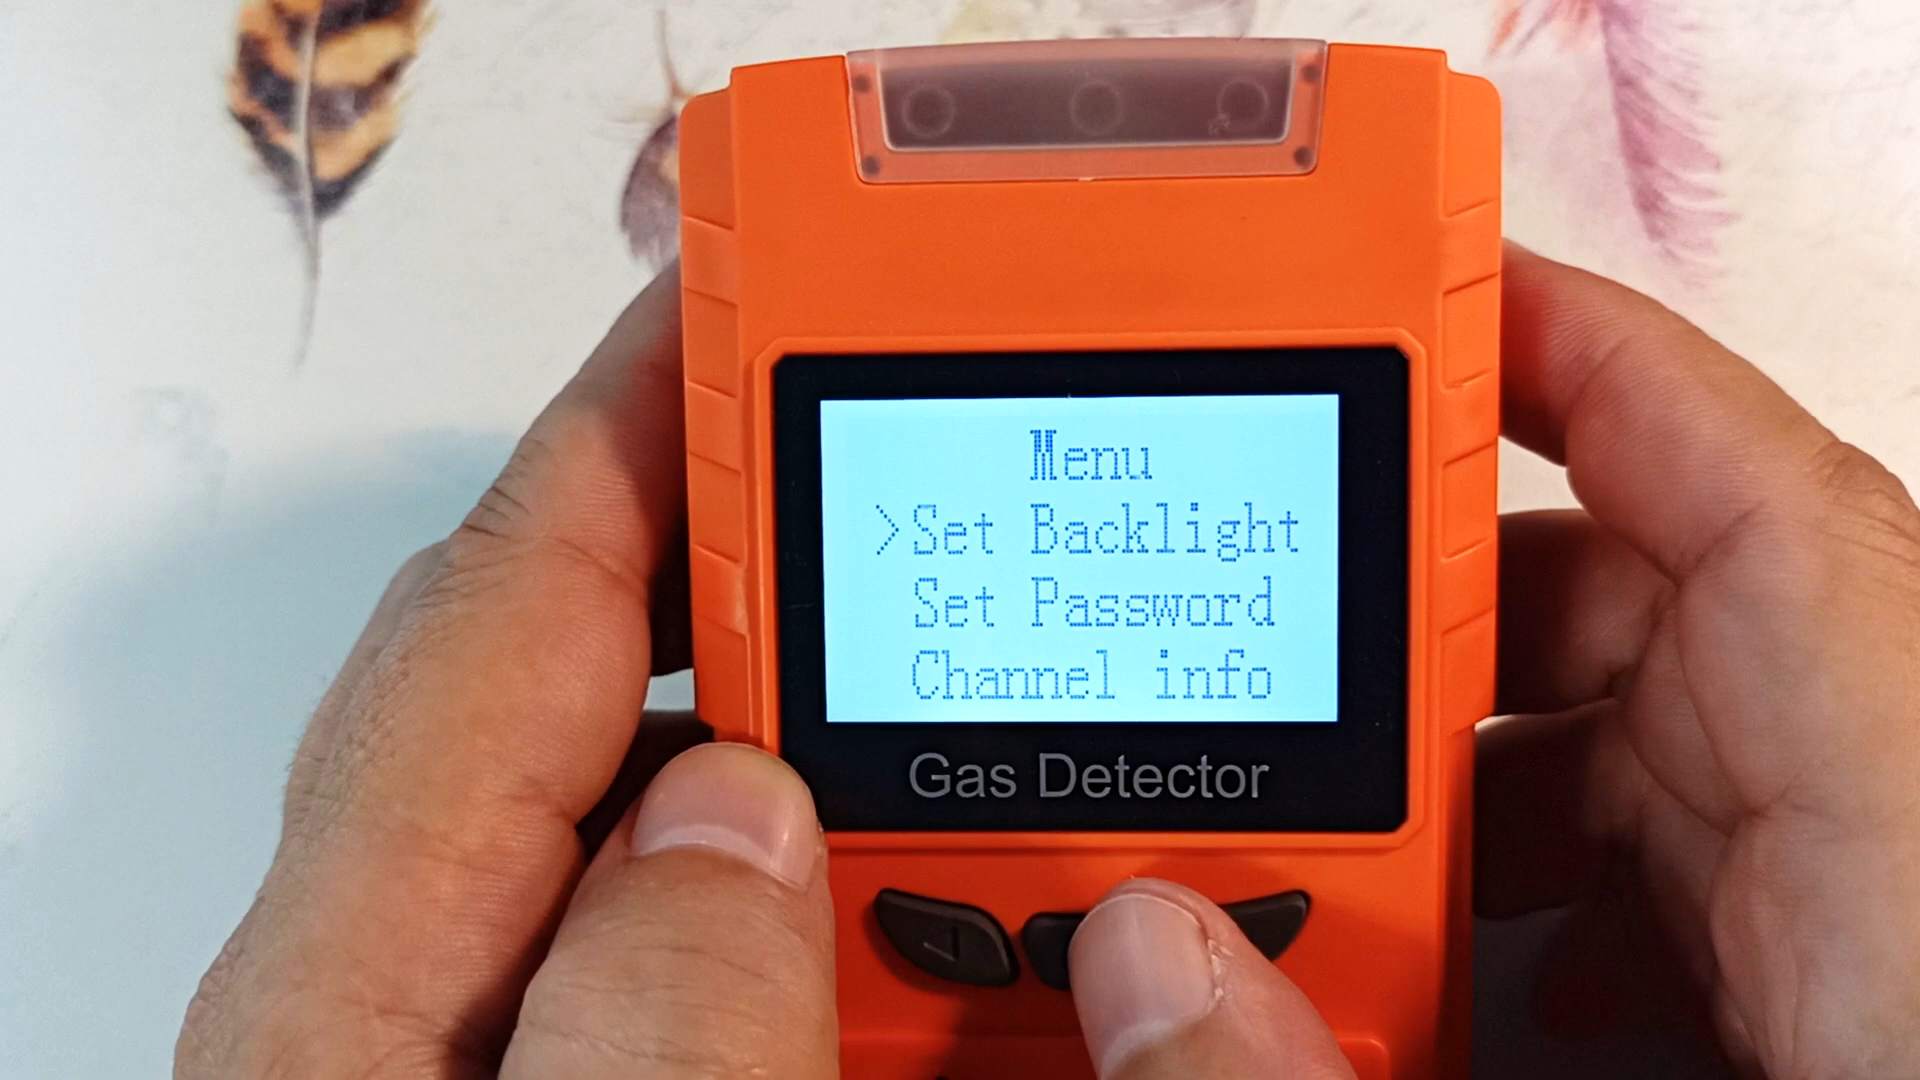 Menu
>Set Backlight
Set Password
Channel info
Gas Detector